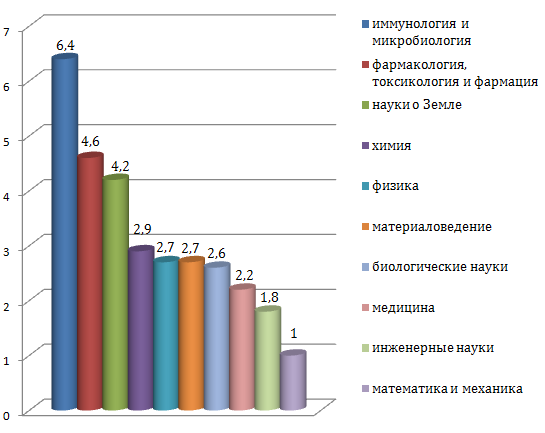 7
6
5
4
3
2
1
0
6,4
4,6
4,2
2,9
2,7
2,7
2,6
2,2
1,8
1
иммунология и
микробиология
фармакология,
токсикология и фармация
науки о Земле
химия
физика
материаловедение
биологические науки
медицина
инженерные науки
математика и механика